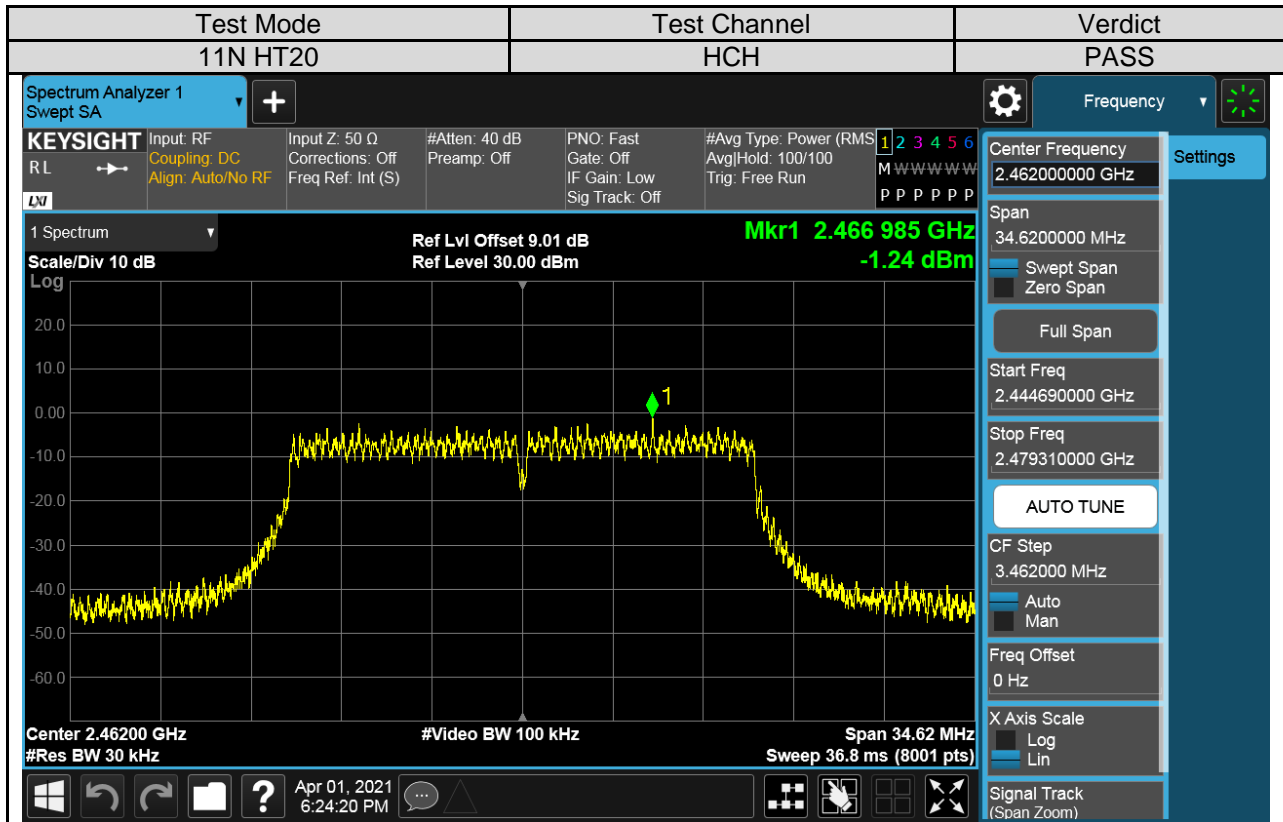 Test Mode Test Channel Verdict
11N HT20 HCH PASS
Spectrum Analyzer 1
Swept SA
+
Frequency
KEYSIGHT
R L
LXI
Input: RF
Coupling: DC
Align: Auto/No RF
Input Z: 50 Ω
Corrections: Off
Freq Ref: Int (S)
#Atten: 40 dB
Preamp: Off
PNO: Fast
Gate: Off
IF Gain: Low
Sig Track: Off
#Avg Type: Power (RMS
Avg|Hold: 100/100
Trig: Free Run
1 2 3 4 5 6
M W W W W W
P P P P P P
1 Spectrum
Scale/Div 10 dB
Log
Ref Lvl Offset 9.01 dB
Ref Level 30.00 dBm
Mkr1 2.466 985 GHz
-1.24 dBm
20.0
10.0
0.00
-10.0
-20.0
-30.0
-40.0
-50.0
-60.0
1
Center 2.46200 GHz
#Res BW 30 kHz
#Video BW 100 kHz
Span 34.62 MHz
Sweep 36.8 ms (8001 pts)
?
Apr 01, 2021
6:24:20 PM
Center Frequency
2.462000000 GHz
Settings
Span
34.6200000 MHz
Swept Span
Zero Span
Full Span
Start Freq
2.444690000 GHz
Stop Freq
2.479310000 GHz
AUTO TUNE
CF Step
3.462000 MHz
Auto
Man
Freq Offset
0 Hz
X Axis Scale
Log
Lin
Signal Track
(Span Zoom)